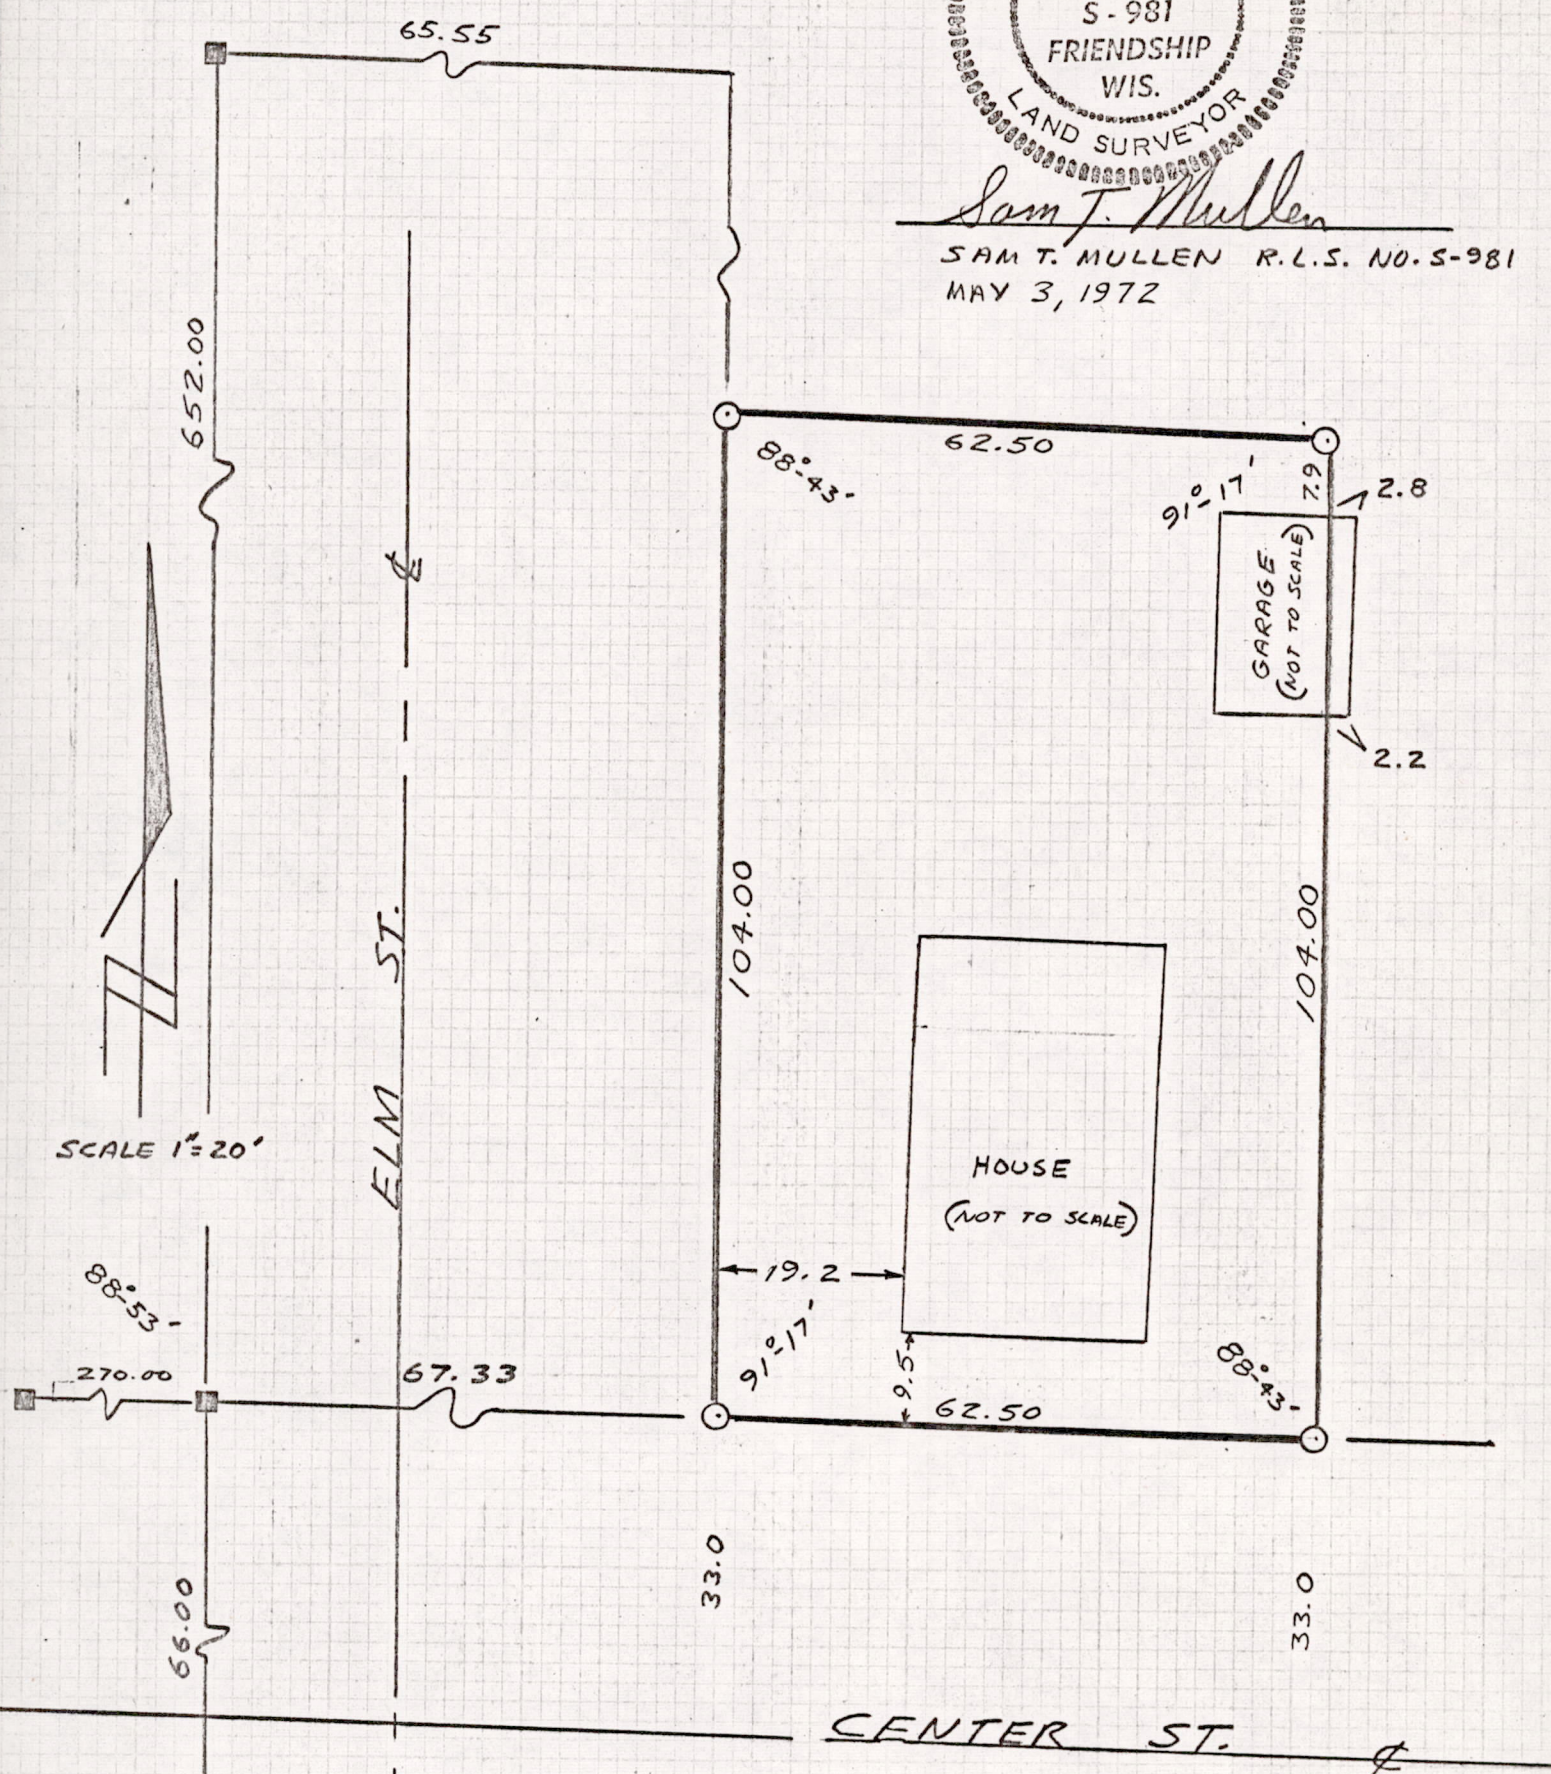 65.55
S-981
FRIENDSHIP
WIS.
LAND SURVEYOR
Sam T. Mullen
SAM T. MULLEN R.L.S. NO. S-981
MAY 3, 1972
652.00
62.50
88°-43'
91°-17'
7.9
2.8
GARAGE
(NOT TO SCALE)
2.2
℄
104.00
104.00
ELM ST.
SCALE 1"=20'
HOUSE
(NOT TO SCALE)
19.2
88°-53'
91°-17'
88°-43'
270.00
67.33
9.5
62.50
33.0
33.0
66.00
CENTER ST. ℄